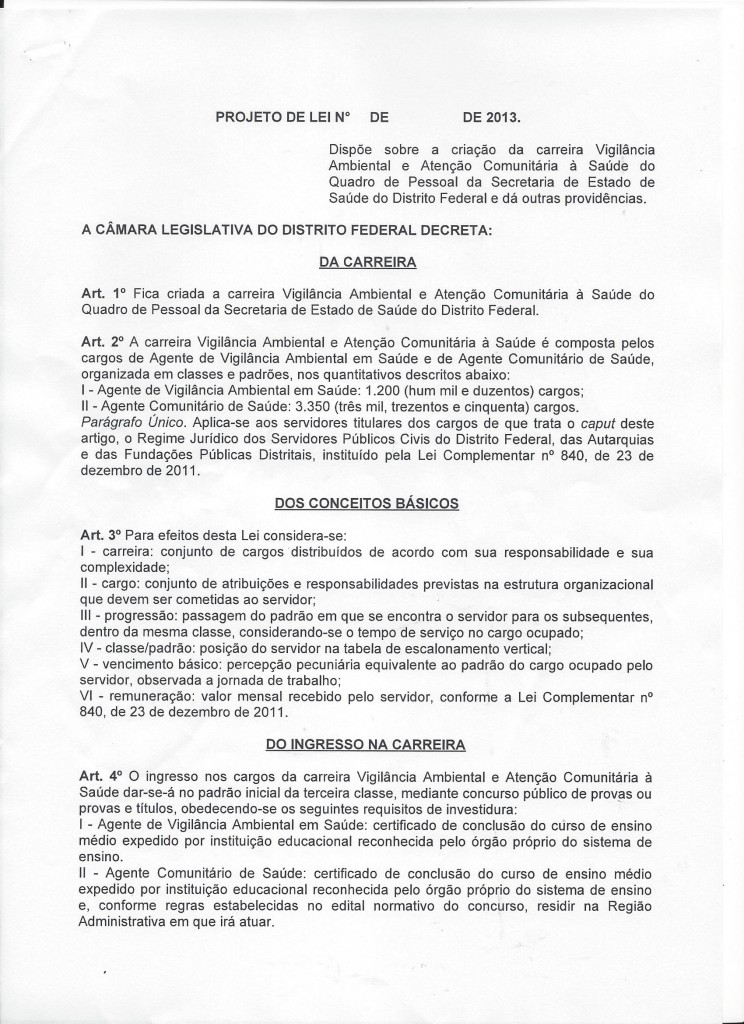 PROJETO DE LEI Nº DE DE 2013.
Dispõe sobre a criação da carreira Vigilância
Ambiental e Atenção Comunitária à Saúde do
Quadro de Pessoal da Secretaria de Estado de
Saúde do Distrito Federal e dá outras providências.
A CÂMARA LEGISLATIVA DO DISTRITO FEDERAL DECRETA:
DA CARREIRA
Art. 1º Fica criada a carreira Vigilância Ambiental e Atenção Comunitária à Saúde do
Quadro de Pessoal da Secretaria de Estado de Saúde do Distrito Federal.
Art. 2º A carreira Vigilância Ambiental e Atenção Comunitária à Saúde é composta pelos
cargos de Agente de Vigilância Ambiental em Saúde e de Agente Comunitário de Saúde,
organizada em classes e padrões, nos quantitativos descritos abaixo:
I - Agente de Vigilância Ambiental em Saúde: 1.200 (hum mil e duzentos) cargos;
II - Agente Comunitário de Saúde: 3.350 (três mil, trezentos e cinquenta) cargos.
Parágrafo Único. Aplica-se aos servidores titulares dos cargos de que trata o caput deste
artigo, o Regime Jurídico dos Servidores Públicos Civis do Distrito Federal, das Autarquias
e das Fundações Públicas Distritais, instituído pela Lei Complementar nº 840, de 23 de
dezembro de 2011.
DOS CONCEITOS BÁSICOS
Art. 3º Para efeitos desta Lei considera-se:
I - carreira: conjunto de cargos distribuídos de acordo com sua responsabilidade e sua
complexidade;
II - cargo: conjunto de atribuições e responsabilidades previstas na estrutura organizacional
que devem ser cometidas ao servidor;
III - progressão: passagem do padrão em que se encontra o servidor para os subsequentes,
dentro da mesma classe, considerando-se o tempo de serviço no cargo ocupado;
IV - classe/padrão: posição do servidor na tabela de escalonamento vertical;
V - vencimento básico: percepção pecuniária equivalente ao padrão do cargo ocupado pelo
servidor, observada a jornada de trabalho;
VI - remuneração: valor mensal recebido pelo servidor, conforme a Lei Complementar nº
840, de 23 de dezembro de 2011.
DO INGRESSO NA CARREIRA
Art. 4º O ingresso nos cargos da carreira Vigilância Ambiental e Atenção Comunitária à
Saúde dar-se-á no padrão inicial da terceira classe, mediante concurso público de provas ou
provas e títulos, obedecendo-se os seguintes requisitos de investidura:
I - Agente de Vigilância Ambiental em Saúde: certificado de conclusão do curso de ensino
médio expedido por instituição educacional reconhecida pelo órgão próprio do sistema de
ensino.
II - Agente Comunitário de Saúde: certificado de conclusão do curso de ensino médio
expedido por instituição educacional reconhecida pelo órgão próprio do sistema de ensino
e, conforme regras estabelecidas no edital normativo do concurso, residir na Região
Administrativa em que irá atuar.